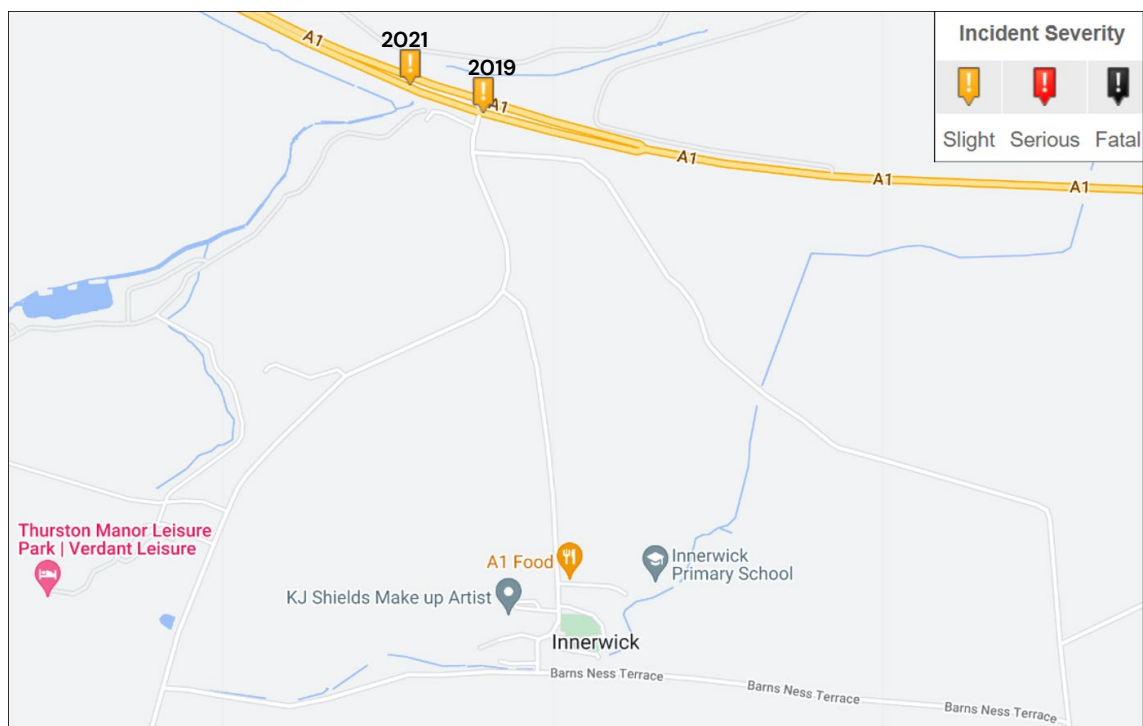 A1
2021
2019
A1
A1
A1
A1
Incident Severity
Slight Serious Fatal
Thurston Manor Leisure
Park | Verdant Leisure
A1 Food
Innerwick
Primary School
KJ Shields Make up Artist
Innerwick
Barns Ness Terrace
Barns Ness Terrace
Barns Ness Terrace